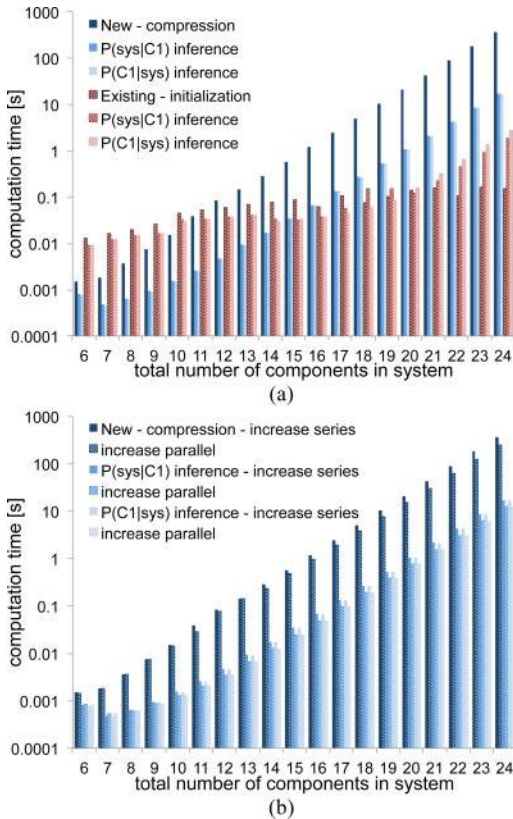 1000
100
10
1
0.1
0.01
0.001
0.0001
computation time [s]
New - compression
P(sys|C1) inference
P(C1|sys) inference
Existing - initialization
P(sys|C1) inference
P(C1|sys) inference
6 7 8 9 10 11 12 13 14 15 16 17 18 19 20 21 22 23 24
total number of components in system
(a)
1000
100
10
1
0.1
0.01
0.001
0.0001
computation time [s]
New - compression - increase series
increase parallel
P(sys|C1) inference - increase series
increase parallel
P(C1|sys) inference - increase series
increase parallel
6 7 8 9 10 11 12 13 14 15 16 17 18 19 20 21 22 23 24
total number of components in system
(b)